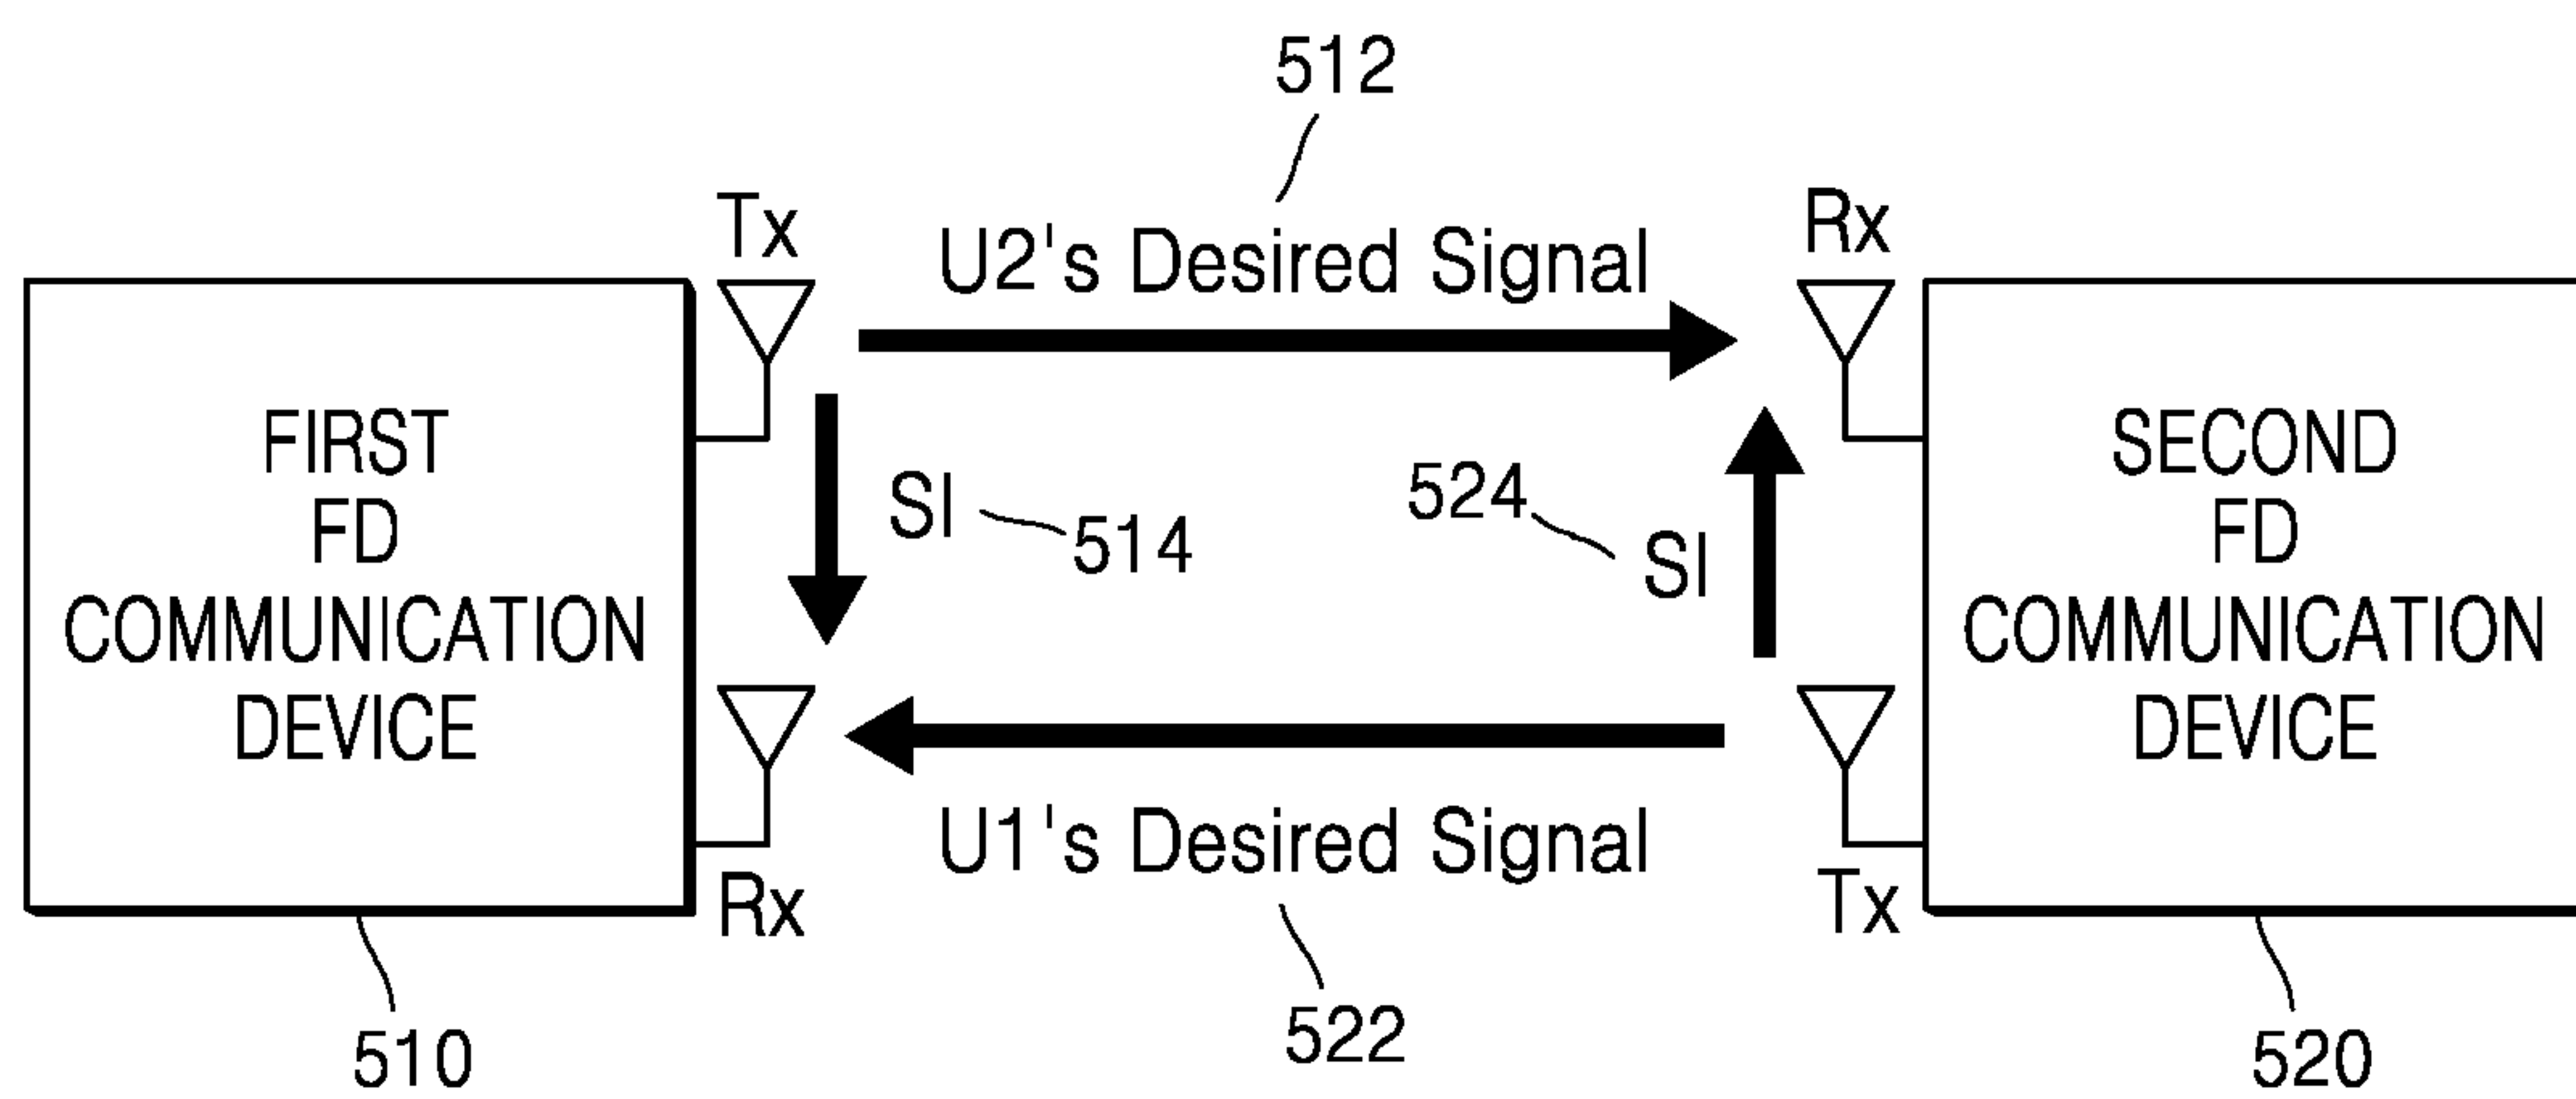 512
Tx
U2's Desired Signal
Rx
FIRST
FD
COMMUNICATION
DEVICE
SI
514
524
SI
SECOND
FD
COMMUNICATION
DEVICE
Rx
U1's Desired Signal
Tx
510
522
520